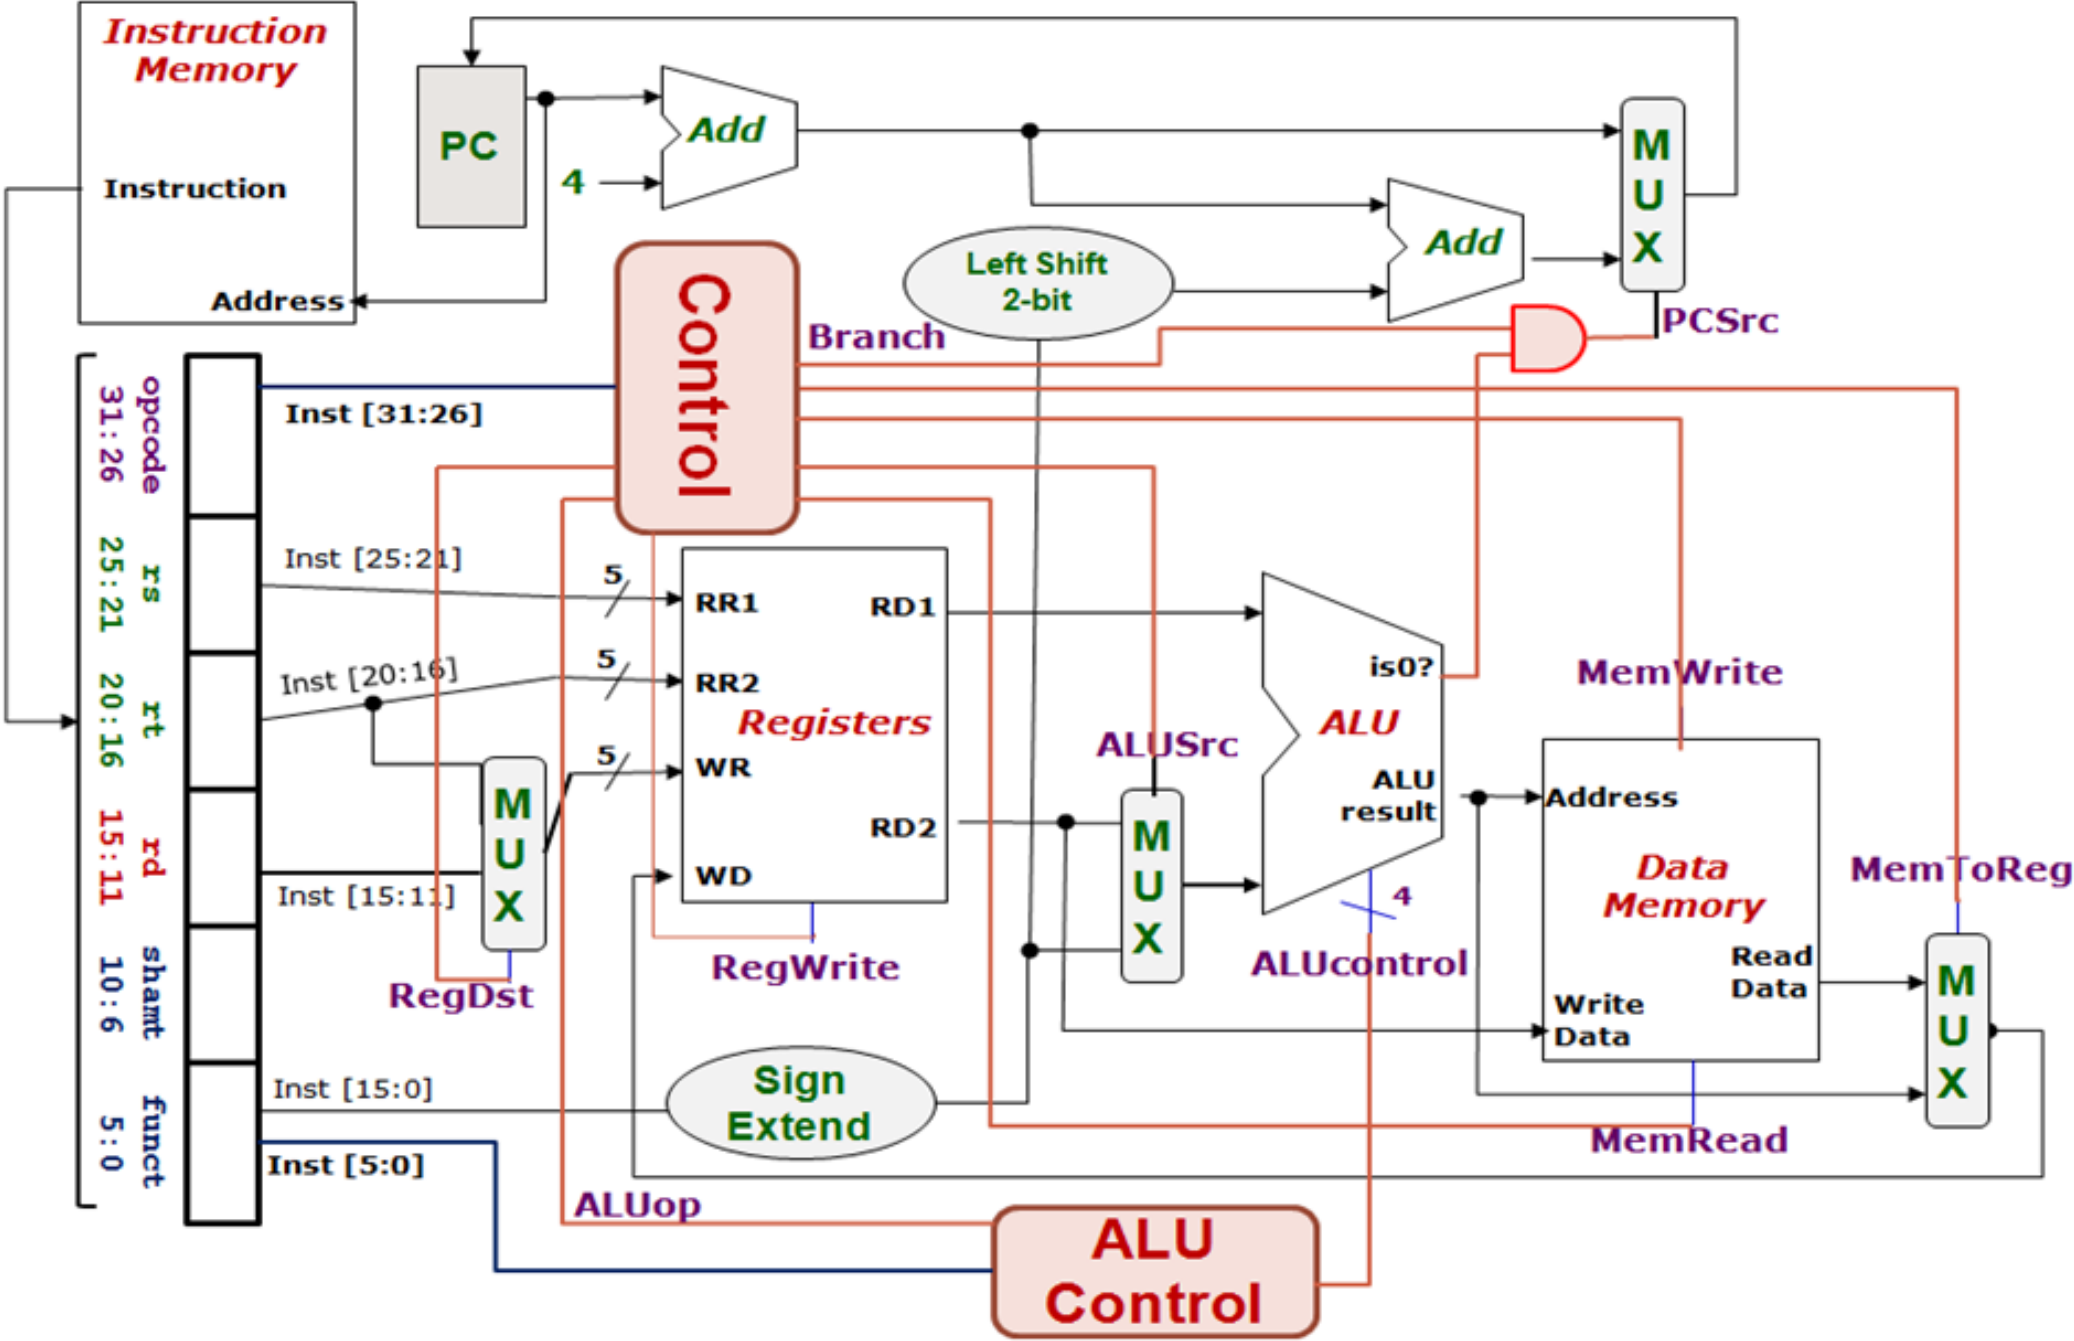 Instruction
Memory
Instruction
Address
PC
4
Add
Add
M
U
X
PCSrc
Left Shift
2-bit
Control
Branch
opcode
31:26
rs
25:21
rt
20:16
rd
15:11
shamt
10:6
funct
5:0
Inst [31:26]
Inst [25:21]
Inst [20:16]
Inst [15:11]
Inst [15:0]
Inst [5:0]
5
5
5
M
U
X
RegDst
RR1
RR2
WR
WD
RD1
RD2
Registers
RegWrite
Sign
Extend
ALUop
ALU
Control
ALUSrc
M
U
X
is0?
ALU
ALU
result
4
ALUcontrol
MemWrite
Address
Data
Memory
Read
Data
Write
Data
MemRead
MemToReg
M
U
X